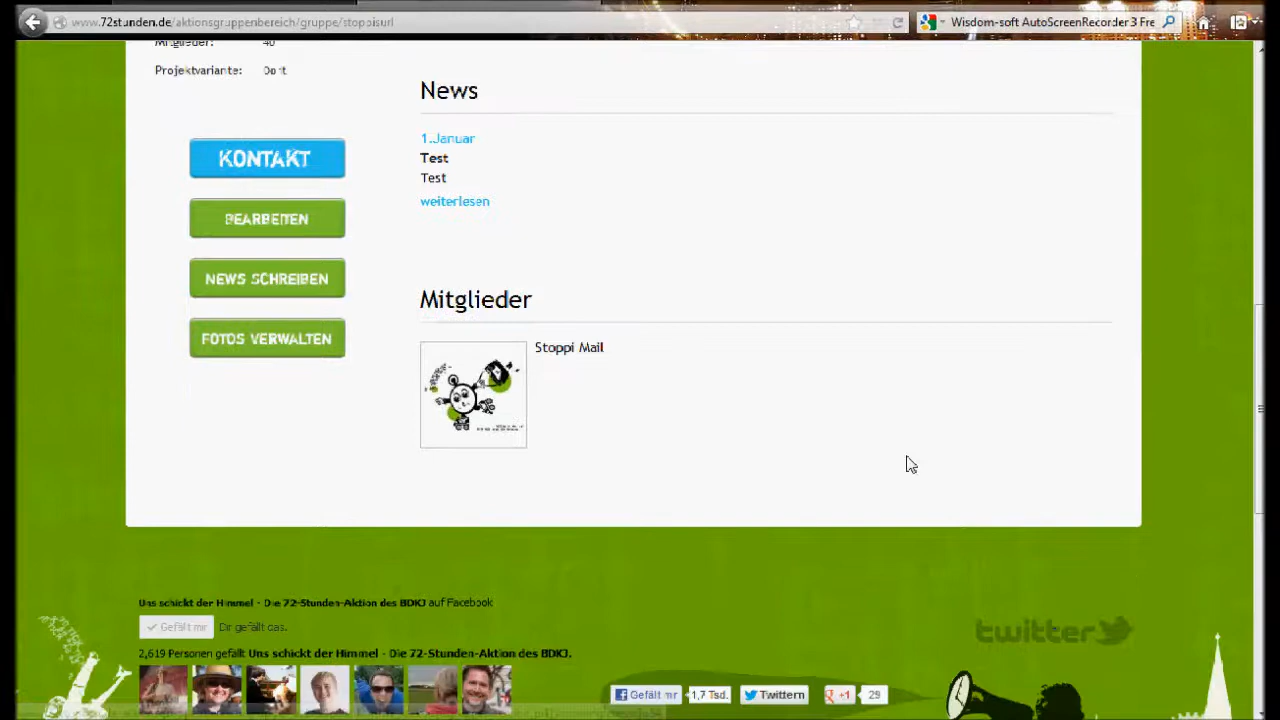 www.72stunden.de/aktionsgruppenbereich/gruppe/stoppisurl
Wisdom-soft AutoScreenRecorder 3 Fre
Mitglieder: 40
Projektvariante:
KONTAKT
BEARBEITEN
NEWS SCHREIBEN
FOTOS VERWALTEN
News
1.Januar
Test
Test
weiterlesen
Mitglieder
Stoppi Mail
Uns schickt der Himmel - Die 72-Stunden-Aktion des BDKJ auf Facebook
Gefällt mir Dir gefällt das.
2,619 Personen gefällt Uns schickt der Himmel - Die 72-Stunden-Aktion des BDKJ.
twitter
Gefällt mir 1,7 Tsd. Twittern +1 29